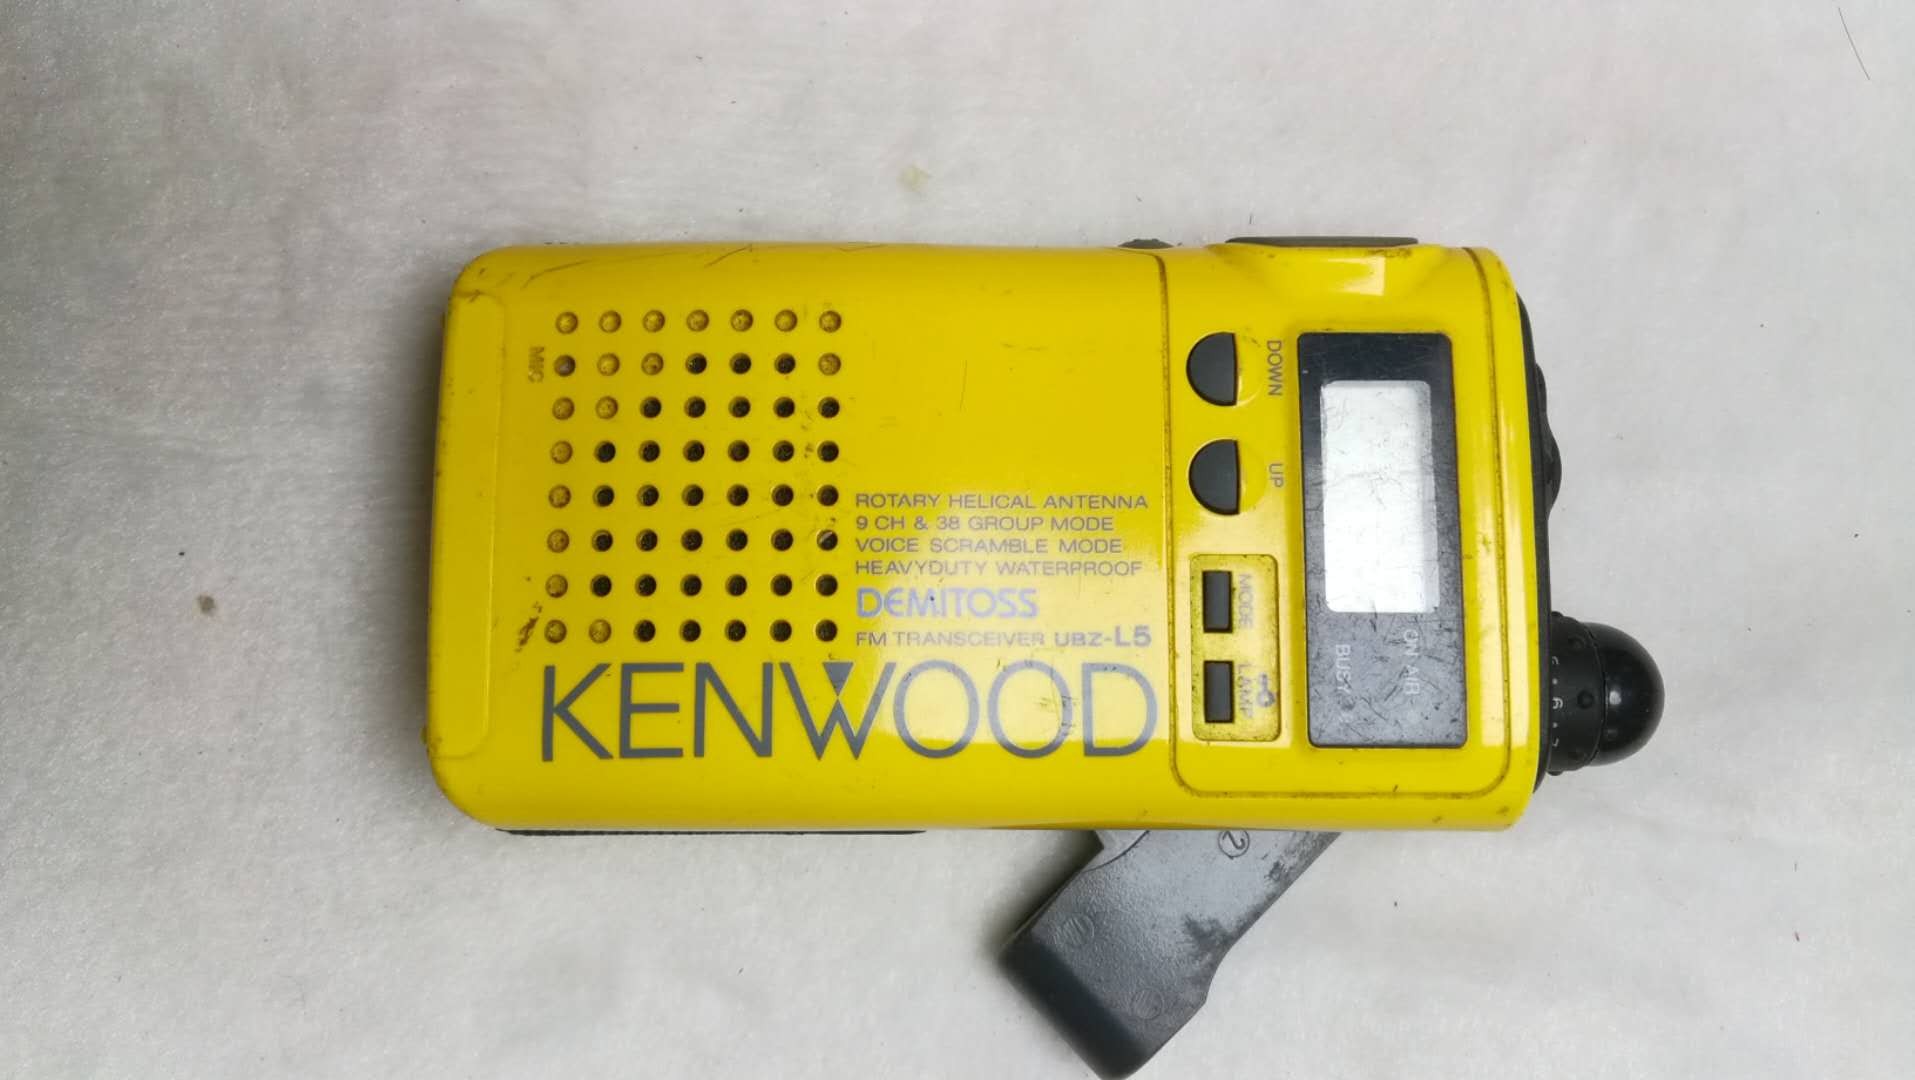 MIC
ROTARY HELICAL ANTENNA
9 CH & 38 GROUP MODE
VOICE SCRAMBLE MODE
HEAVYDUTY WATERPROOF
DEMITOSS
FM TRANSCEIVER UBZ-L5
KENWOOD
DOWN
UP
MODE
LAMP
ON AIR
BUSY
2